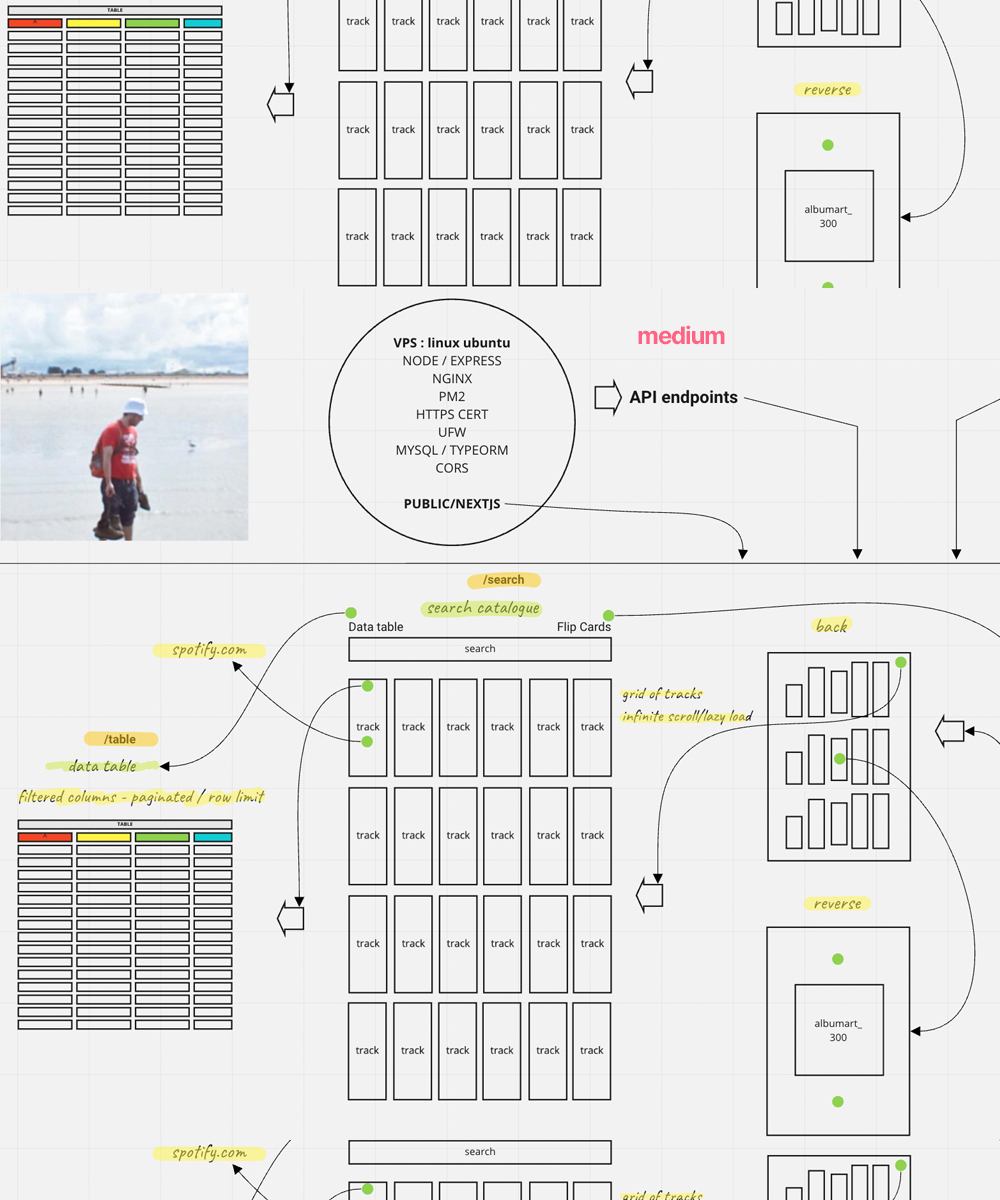 TABLE
track track track track track track
track track track track track track
reverse
albumart_
300
track track track track track track
VPS : linux ubuntu
NODE / EXPRESS
NGINX
PM2
HTTPS CERT
UFW
MYSQL / TYPEORM
CORS
PUBLIC/NEXTJS
medium
API endpoints
/search
search catalogue
Data table
Flip Cards
search
back
spotify.com
grid of tracks
infinite scroll/lazy load
track track track track track track
/table
data table
filtered columns - paginated / row limit
TABLE
track track track track track track
reverse
track track track track track track
albumart_
300
track track track track track track
spotify.com
search
grid of tracks